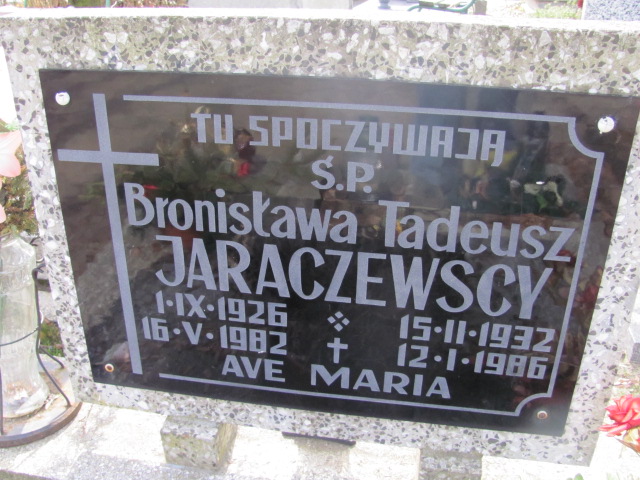 TU SPOCZYWAJĄ
Ś.P.
Bronisława Tadeusz
JARACZEWSCY
1·IX·1926 15·11·1932
16·V·1982 12·1·1986
AVE MARIA